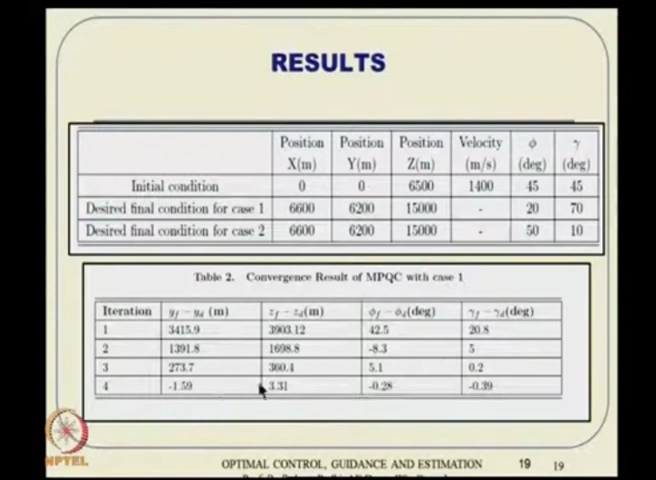 RESULTS
Position Position Position Velocity ϕ γ
X(m) Y(m) Z(m) (m/s) (deg) (deg)
Initial condition 0 0 6500 1400 45 45
Desired final condition for case 1 6600 6200 15000 - 20 70
Desired final condition for case 2 6600 6200 15000 - 50 10
Table 2. Convergence Result of MPQC with case 1
Iteration y_f − y_d (m) z_f − z_d(m) ϕ_f − ϕ_d(deg) γ_f − γ_d(deg)
1 3415.9 3903.12 42.5 20.8
2 1391.8 1698.8 -8.3 5
3 273.7 360.4 5.1 0.2
4 -1.59 3.31 -0.28 -0.39
NPTEL
OPTIMAL CONTROL, GUIDANCE AND ESTIMATION 19 19